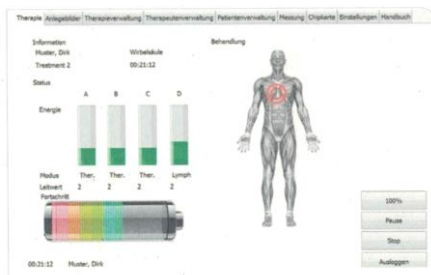 Therapie Anlegebilder Therapieverwaltung Therapeutenverwaltung Patientenverwaltung Messung Chipkarte Einstellungen Handbuch
Information
Muster, Dirk Wirbelsäule
Treatment 2 00:21:12
Status
A B C D
Energie
Modus Ther. Ther. Ther. Lymph
Leitwert 2 2 2 2
Fortschritt
00:21:12 Muster, Dirk
Behandlung
100%
Pause
Stop
Ausloggen